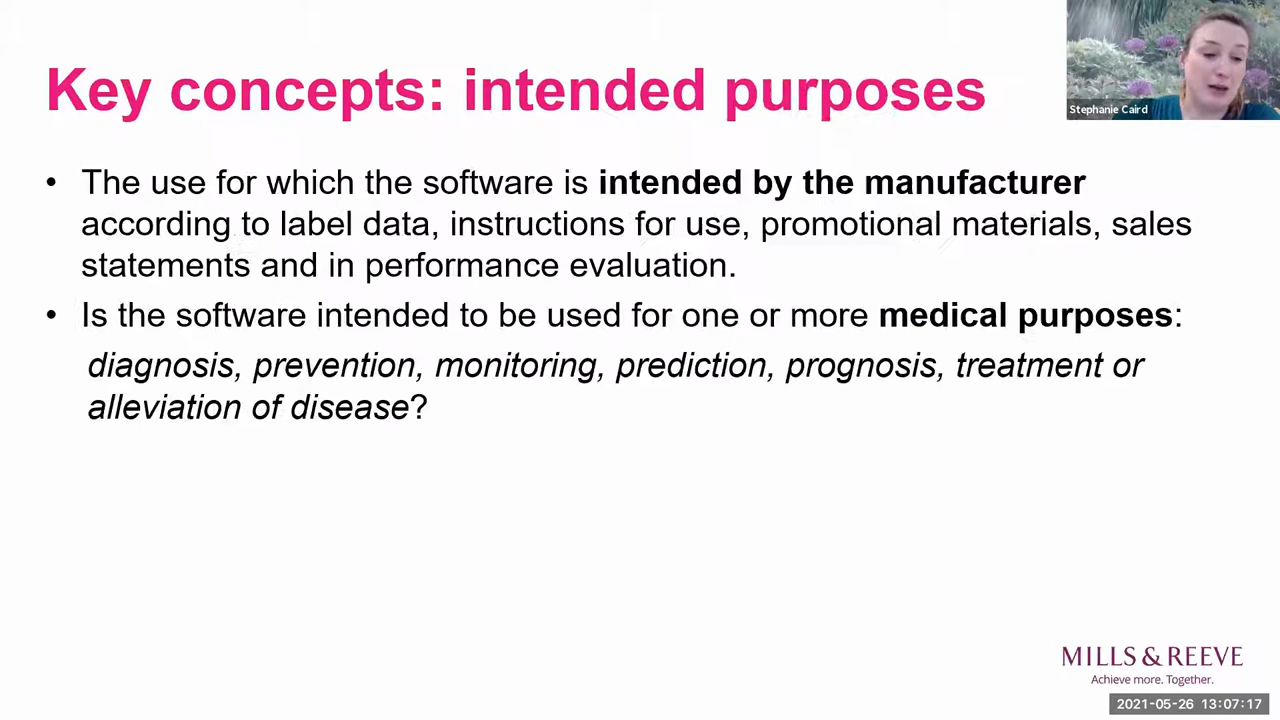 Key concepts: intended purposes
Stephanie Caird
• The use for which the software is intended by the manufacturer
according to label data, instructions for use, promotional materials, sales
statements and in performance evaluation.
• Is the software intended to be used for one or more medical purposes:
diagnosis, prevention, monitoring, prediction, prognosis, treatment or
alleviation of disease?
MILLS & REEVE
Achieve more. Together.
2021-05-26 13:07:17